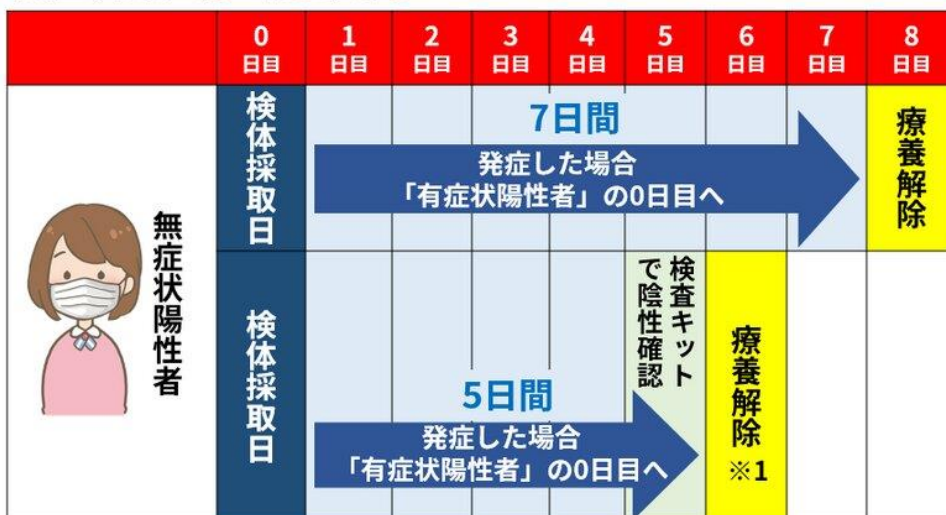 0
日目
1
日目
2
日目
3
日目
4
日目
5
日目
6
日目
7
日目
8
日目
無症状陽性者
検体採取日
7日間
発症した場合
「有症状陽性者」の0日目へ
療養解除
検体採取日
5日間
発症した場合
「有症状陽性者」の0日目へ
検査キット
で陰性確認
療養解除
※1